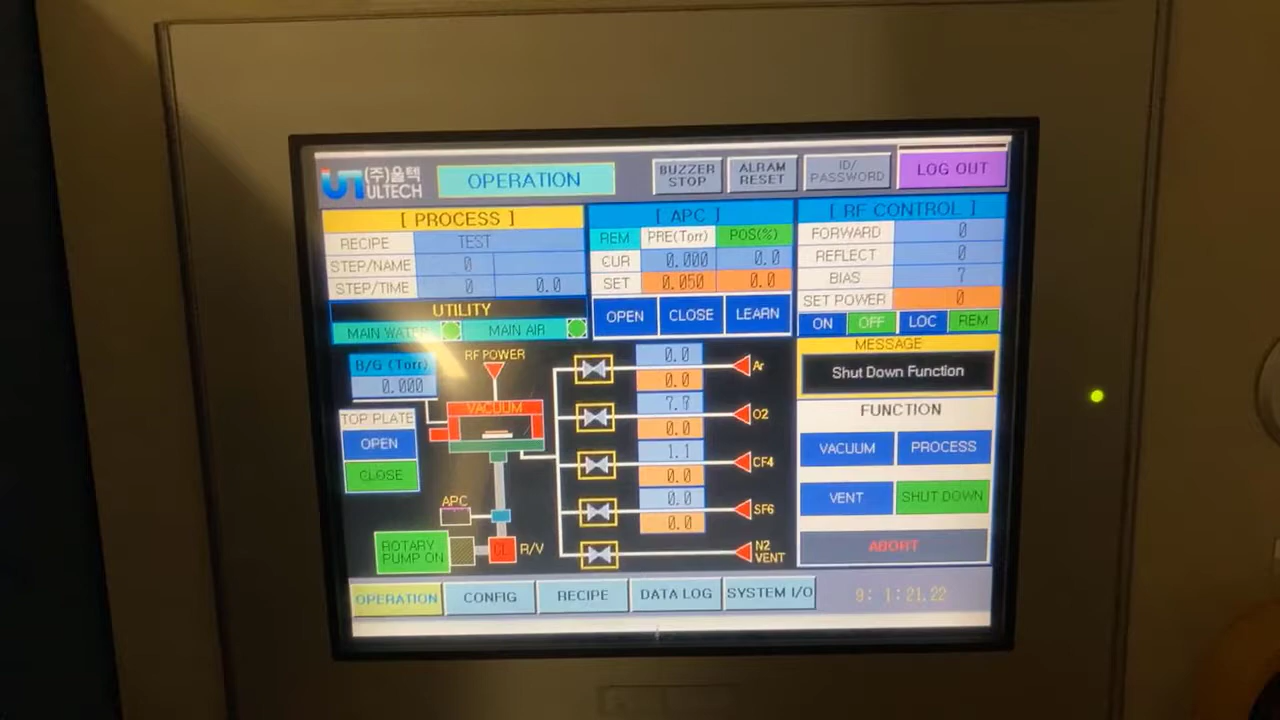 (주)울텍
ULTECH
OPERATION
BUZZER
STOP
ALRAM
RESET
ID/
PASSWORD
LOG OUT
[ PROCESS ]
RECIPE TEST
STEP/NAME 0
STEP/TIME 0 0.0
UTILITY
MAIN WATER MAIN AIR
[ APC ]
REM PRE(Torr) POS(%)
CUR 0.000 0.0
SET 0.050 0.0
OPEN CLOSE LEARN
[ RF CONTROL ]
FORWARD 0
REFLECT 0
BIAS 7
SET POWER 0
ON OFF LOC REM
MESSAGE
Shut Down Function
FUNCTION
VACUUM PROCESS
VENT SHUT DOWN
ABORT
B/G (Torr)
0.000
RF POWER
TOP PLATE
OPEN
CLOSE
VACUUM
APC
ROTARY
PUMP ON
CL R/V
0.0
0.0 Ar
7.7
0.0 O2
1.1
0.0 CF4
0.0
0.0 SF6
N2
VENT
OPERATION CONFIG RECIPE DATA LOG SYSTEM I/O 9: 1:21.22